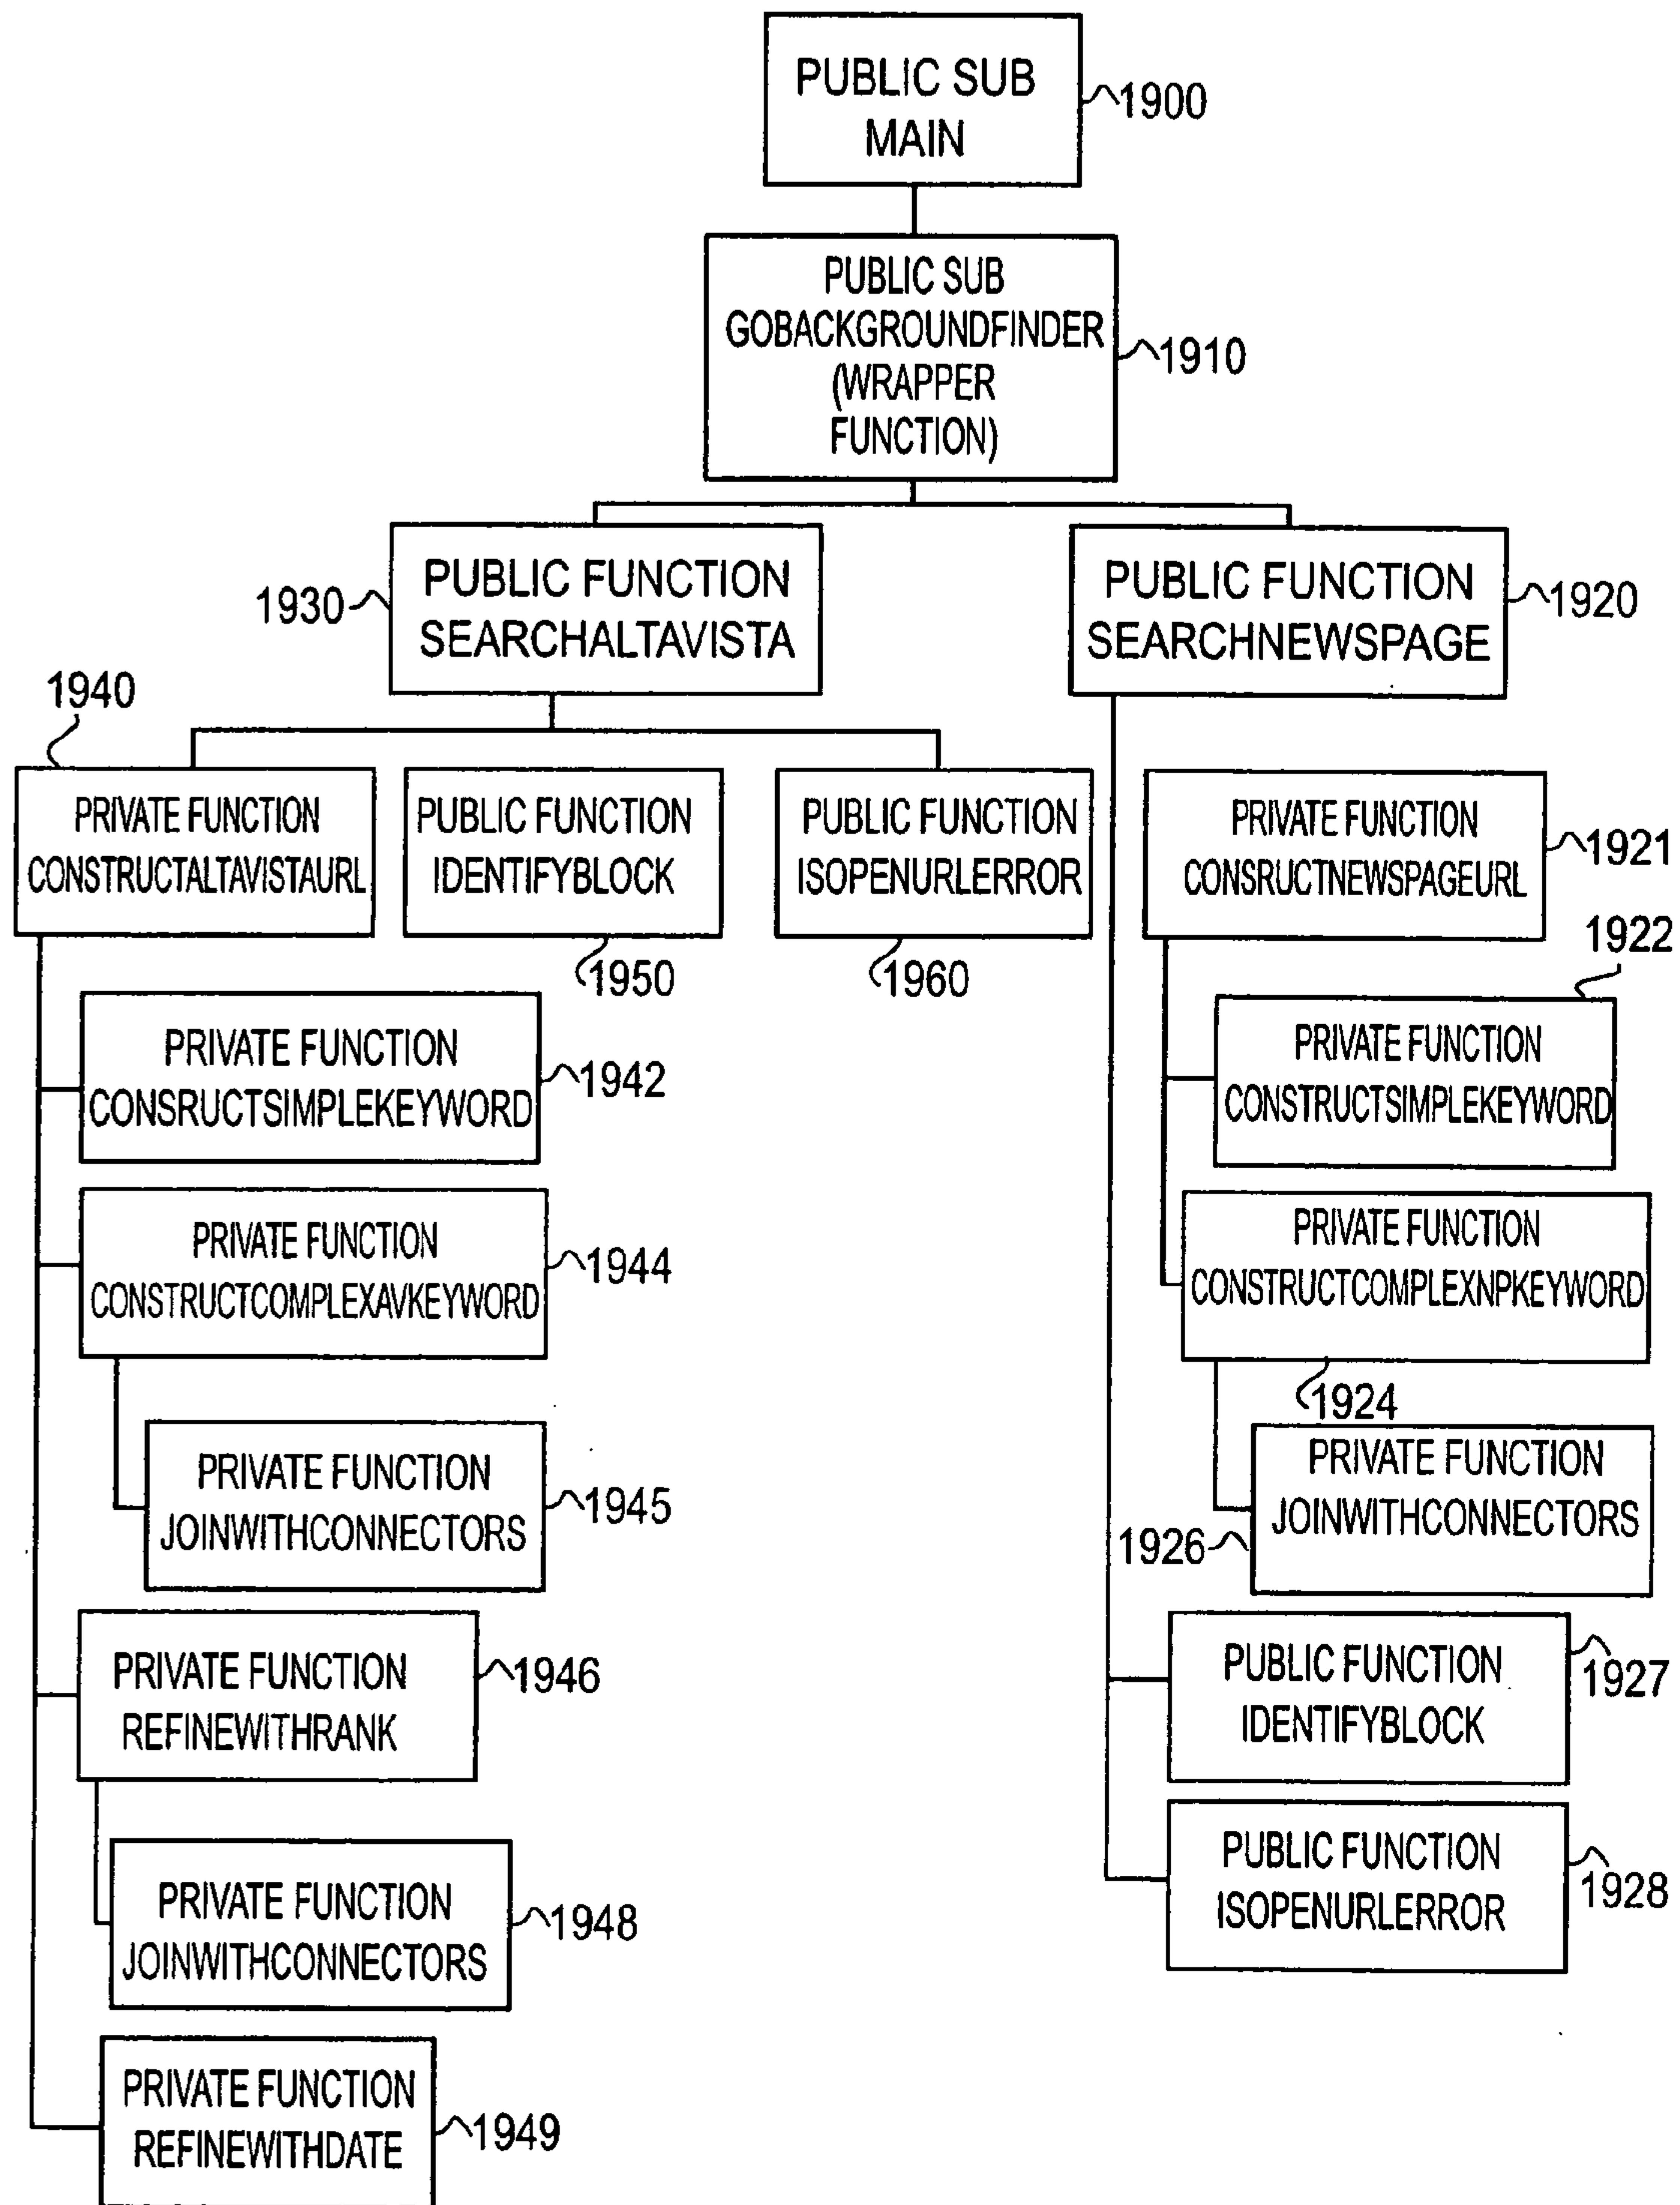 PUBLIC SUB
MAIN
1900
PUBLIC SUB
GOBACKGROUNDFINDER
(WRAPPER
FUNCTION)
1910
1930
PUBLIC FUNCTION
SEARCHALTAVISTA
PUBLIC FUNCTION
SEARCHNEWSPAGE
1920
1940
PRIVATE FUNCTION
CONSTRUCTALTAVISTAURL
PUBLIC FUNCTION
IDENTIFYBLOCK
1950
PUBLIC FUNCTION
ISOPENURLERROR
1960
PRIVATE FUNCTION
CONSRUCTNEWSPAGEURL
1921
1922
PRIVATE FUNCTION
CONSRUCTSIMPLEKEYWORD
1942
PRIVATE FUNCTION
CONSTRUCTSIMPLEKEYWORD
PRIVATE FUNCTION
CONSTRUCTCOMPLEXAVKEYWORD
1944
PRIVATE FUNCTION
CONSTRUCTCOMPLEXNPKEYWORD
1924
PRIVATE FUNCTION
JOINWITHCONNECTORS
1945
PRIVATE FUNCTION
JOINWITHCONNECTORS
1926
PRIVATE FUNCTION
REFINEWITHRANK
1946
PUBLIC FUNCTION
IDENTIFYBLOCK
1927
PRIVATE FUNCTION
JOINWITHCONNECTORS
1948
PUBLIC FUNCTION
ISOPENURLERROR
1928
PRIVATE FUNCTION
REFINEWITHDATE
1949